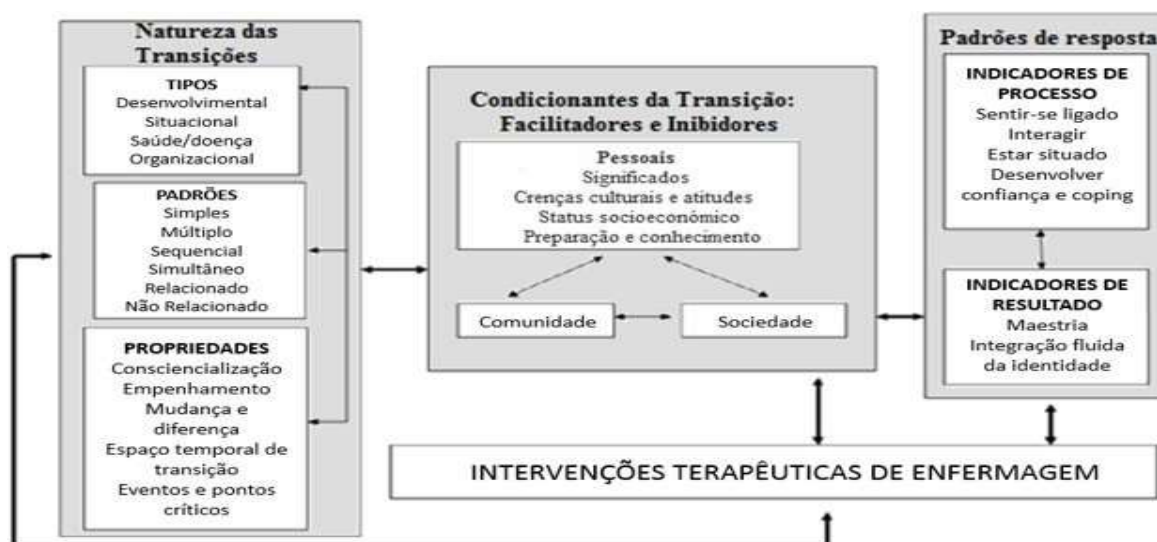 Natureza das
Transições
TIPOS
Desenvolvimental
Situacional
Saúde/doença
Organizacional
PADRÕES
Simples
Múltiplo
Sequencial
Simultâneo
Relacionado
Não Relacionado
PROPRIEDADES
Consciencialização
Empenhamento
Mudança e
diferença
Espaço temporal de
transição
Eventos e pontos
críticos
Condicionantes da Transição:
Facilitadores e Inibidores
Pessoais
Significados
Crenças culturais e atitudes
Status socioeconómico
Preparação e conhecimento
Comunidade
Sociedade
Padrões de resposta
INDICADORES DE
PROCESSO
Sentir-se ligado
Interagir
Estar situado
Desenvolver
confiança e coping
INDICADORES DE
RESULTADO
Maestria
Integração fluida
da identidade
INTERVENÇÕES TERAPÊUTICAS DE ENFERMAGEM